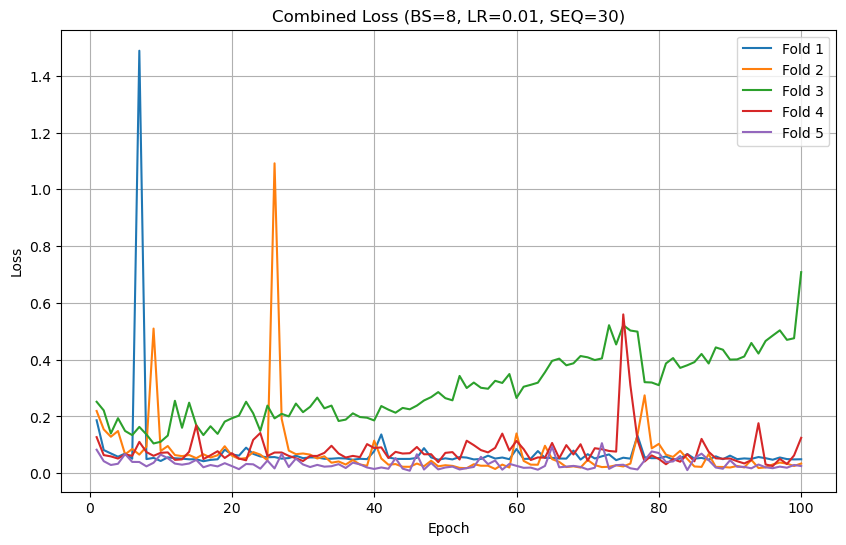 Combined Loss (BS=8, LR=0.01, SEQ=30)
Fold 1
Fold 2
Fold 3
Fold 4
Fold 5
Loss
1.4
1.2
1.0
0.8
0.6
0.4
0.2
0.0
0
20
40
60
80
100
Epoch